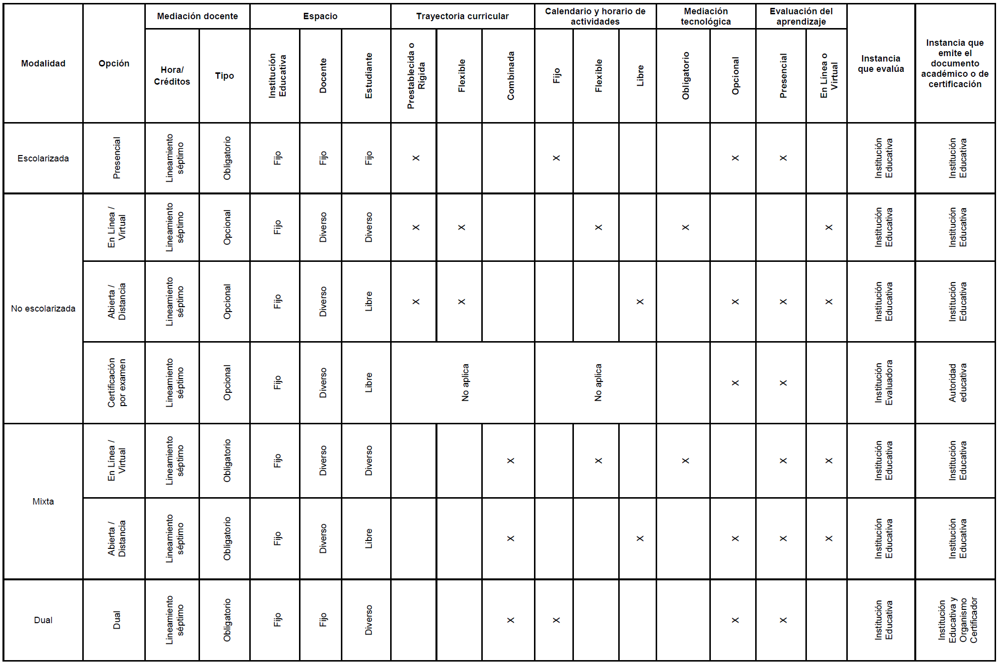 Modalidad
Opción
Mediación docente
Espacio
Trayectoria curricular
Calendario y horario de
actividades
Mediación
tecnológica
Evaluación del
aprendizaje
Instancia
que evalúa
Instancia que
emite el
documento
académico o de
certificación
Hora/
Créditos
Tipo
Institución
Educativa
Docente
Estudiante
Prestablecida o
Rígida
Flexible
Combinada
Fijo
Flexible
Libre
Obligatorio
Opcional
Presencial
En Línea o
Virtual
Escolarizada
Presencial
Lineamiento
séptimo
Obligatorio
Fijo
Fijo
Fijo
X
X
X
X
Institución
Educativa
Institución
Educativa
No escolarizada
En Línea /
Virtual
Lineamiento
séptimo
Opcional
Fijo
Diverso
Diverso
X
X
X
X
X
Institución
Educativa
Institución
Educativa
Abierta /
Distancia
Lineamiento
séptimo
Opcional
Fijo
Diverso
Libre
X
X
X
X
X
X
Institución
Educativa
Institución
Educativa
Certificación
por examen
Lineamiento
séptimo
Opcional
Fijo
Diverso
Libre
No aplica
No aplica
X
X
Institución
Evaluadora
Autoridad
educativa
Mixta
En Línea /
Virtual
Lineamiento
séptimo
Obligatorio
Fijo
Diverso
Diverso
X
X
X
X
X
Institución
Educativa
Institución
Educativa
Abierta /
Distancia
Lineamiento
séptimo
Obligatorio
Fijo
Diverso
Libre
X
X
X
X
X
Institución
Educativa
Institución
Educativa
Dual
Dual
Lineamiento
séptimo
Obligatorio
Fijo
Fijo
Diverso
X
X
X
X
Institución
Educativa
Institución
Educativa y
Organismo
Certificador